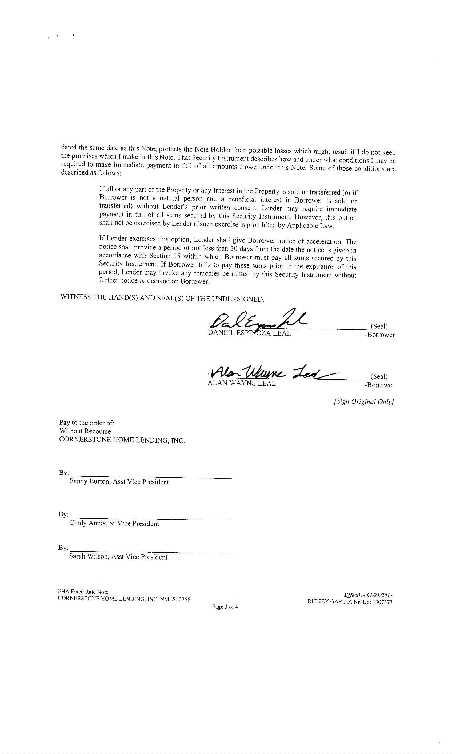 dated the same date as this Note, protects the Note Holder from possible losses which might result if I do not keep
the promises which I make in this Note. That Security Instrument describes how and under what conditions I may be
required to make immediate payment in full of all amounts I owe under this Note. Some of those conditions are
described as follows:
If all or any part of the Property or any Interest in the Property is sold or transferred (or if
Borrower is not a natural person and a beneficial interest in Borrower is sold or
transferred) without Lender's prior written consent, Lender may require immediate
payment in full of all sums secured by this Security Instrument. However, this option
shall not be exercised by Lender if such exercise is prohibited by Applicable Law.
If Lender exercises this option, Lender shall give Borrower notice of acceleration. The
notice shall provide a period of not less than 30 days from the date the notice is given in
accordance with Section 15 within which Borrower must pay all sums secured by this
Security Instrument. If Borrower fails to pay these sums prior to the expiration of this
period, Lender may invoke any remedies permitted by this Security Instrument without
further notice or demand on Borrower.
WITNESS THE HAND(S) AND SEAL(S) OF THE UNDERSIGNED.
(Seal)
DANIEL ESPINOZA LEAL -Borrower
Alan Wayne Leal (Seal)
ALAN WAYNE LEAL -Borrower
[Sign Original Only]
Pay to the order of:
Without Recourse
CORNERSTONE HOME LENDING, INC.
By:
Asst Vice President
By:
Vice President
By:
Sarah Wilson, Asst Vice President
CORNERSTONE HOME LENDING, INC.